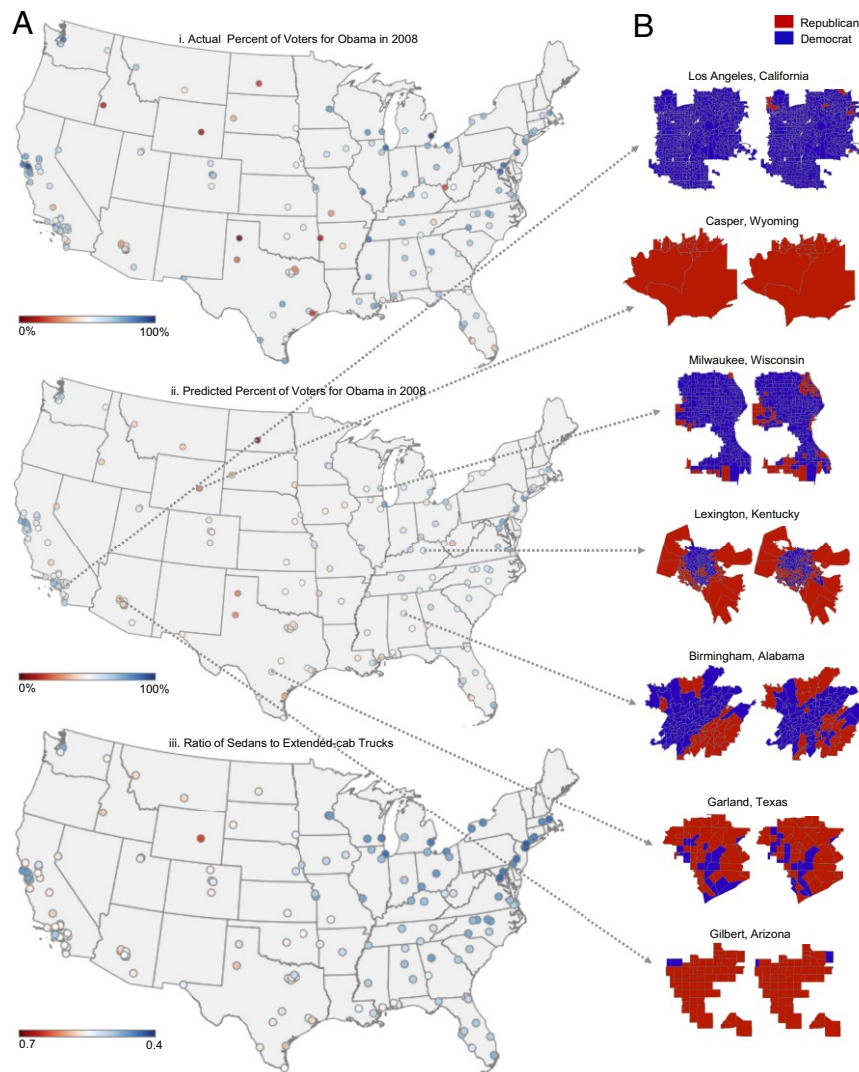 A
i. Actual Percent of Voters for Obama in 2008
0%
100%
ii. Predicted Percent of Voters for Obama in 2008
0%
100%
iii. Ratio of Sedans to Extended-cab Trucks
0.7
0.4
B
Republican
Democrat
Los Angeles, California
Casper, Wyoming
Milwaukee, Wisconsin
Lexington, Kentucky
Birmingham, Alabama
Garland, Texas
Gilbert, Arizona